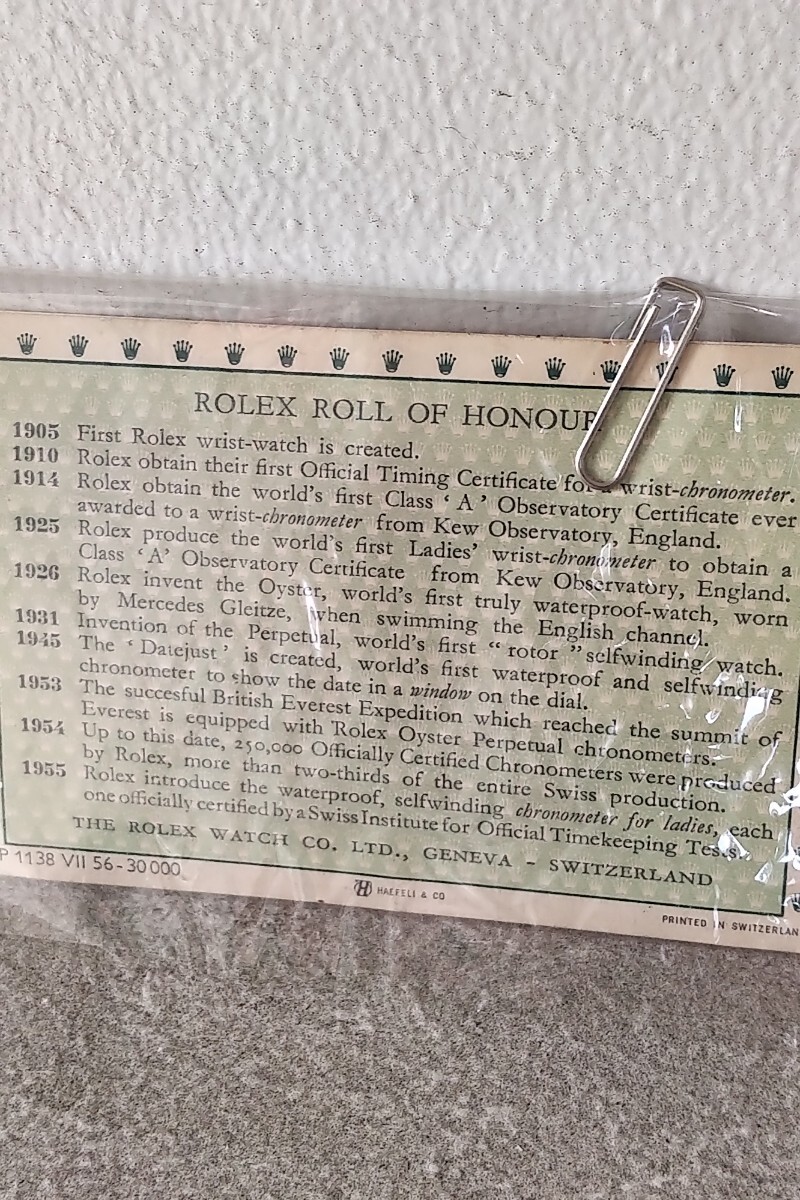 ROLEX ROLL OF HONOUR
1905 First Rolex wrist-watch is created.
1910 Rolex obtain their first Official Timing Certificate for a wrist-chronometer.
1914 Rolex obtain the world's first Class ‘ A ’ Observatory Certificate ever
awarded to a wrist-chronometer from Kew Observatory, England.
1925 Rolex produce the world's first Ladies' wrist-chronometer to obtain a
Class ‘A’ Observatory Certificate from Kew Observatory, England.
1926 Rolex invent the Oyster, world's first truly waterproof-watch, worn
by Mercedes Gleitze, when swimming the English channel.
1931 Invention of the Perpetual, world's first “ rotor ” selfwinding watch.
1945 The ‘ Datejust ’ is created, world's first waterproof and selfwinding
chronometer to show the date in a window on the dial.
1953 The succesful British Everest Expedition which reached the summit of
Everest is equipped with Rolex Oyster Perpetual chronometers.
1954 Up to this date, 250,000 Officially Certified Chronometers were produced
by Rolex, more than two-thirds of the entire Swiss production.
1955 Rolex introduce the waterproof, selfwinding chronometer for ladies, each
one officially certified by a Swiss Institute for Official Timekeeping Tests.
THE ROLEX WATCH CO. LTD., GENEVA - SWITZERLAND
P 1138 VII 56-30000
H HAEFELI & CO
PRINTED IN SWITZERLAN